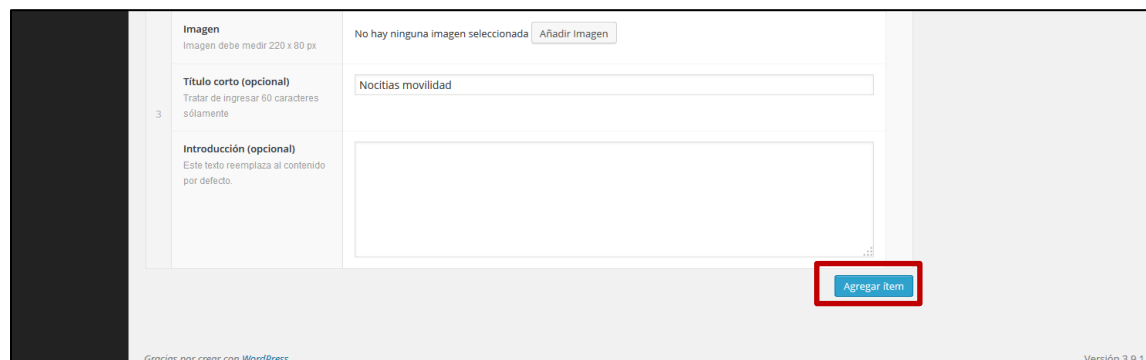 Imagen
Imagen debe medir 220 x 80 px
No hay ninguna imagen seleccionada Añadir Imagen
Título corto (opcional)
Tratar de ingresar 60 caracteres
sólamente
Nocitias movilidad
3
Introducción (opcional)
Este texto reemplaza al contenido
por defecto.
Agregar ítem
Gracias por crear con WordPress.
Versión 3.9.1